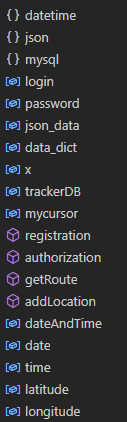 datetime
json
mysql
login
password
json_data
data_dict
x
trackerDB
mycursor
registration
authorization
getRoute
addLocation
dateAndTime
date
time
latitude
longitude